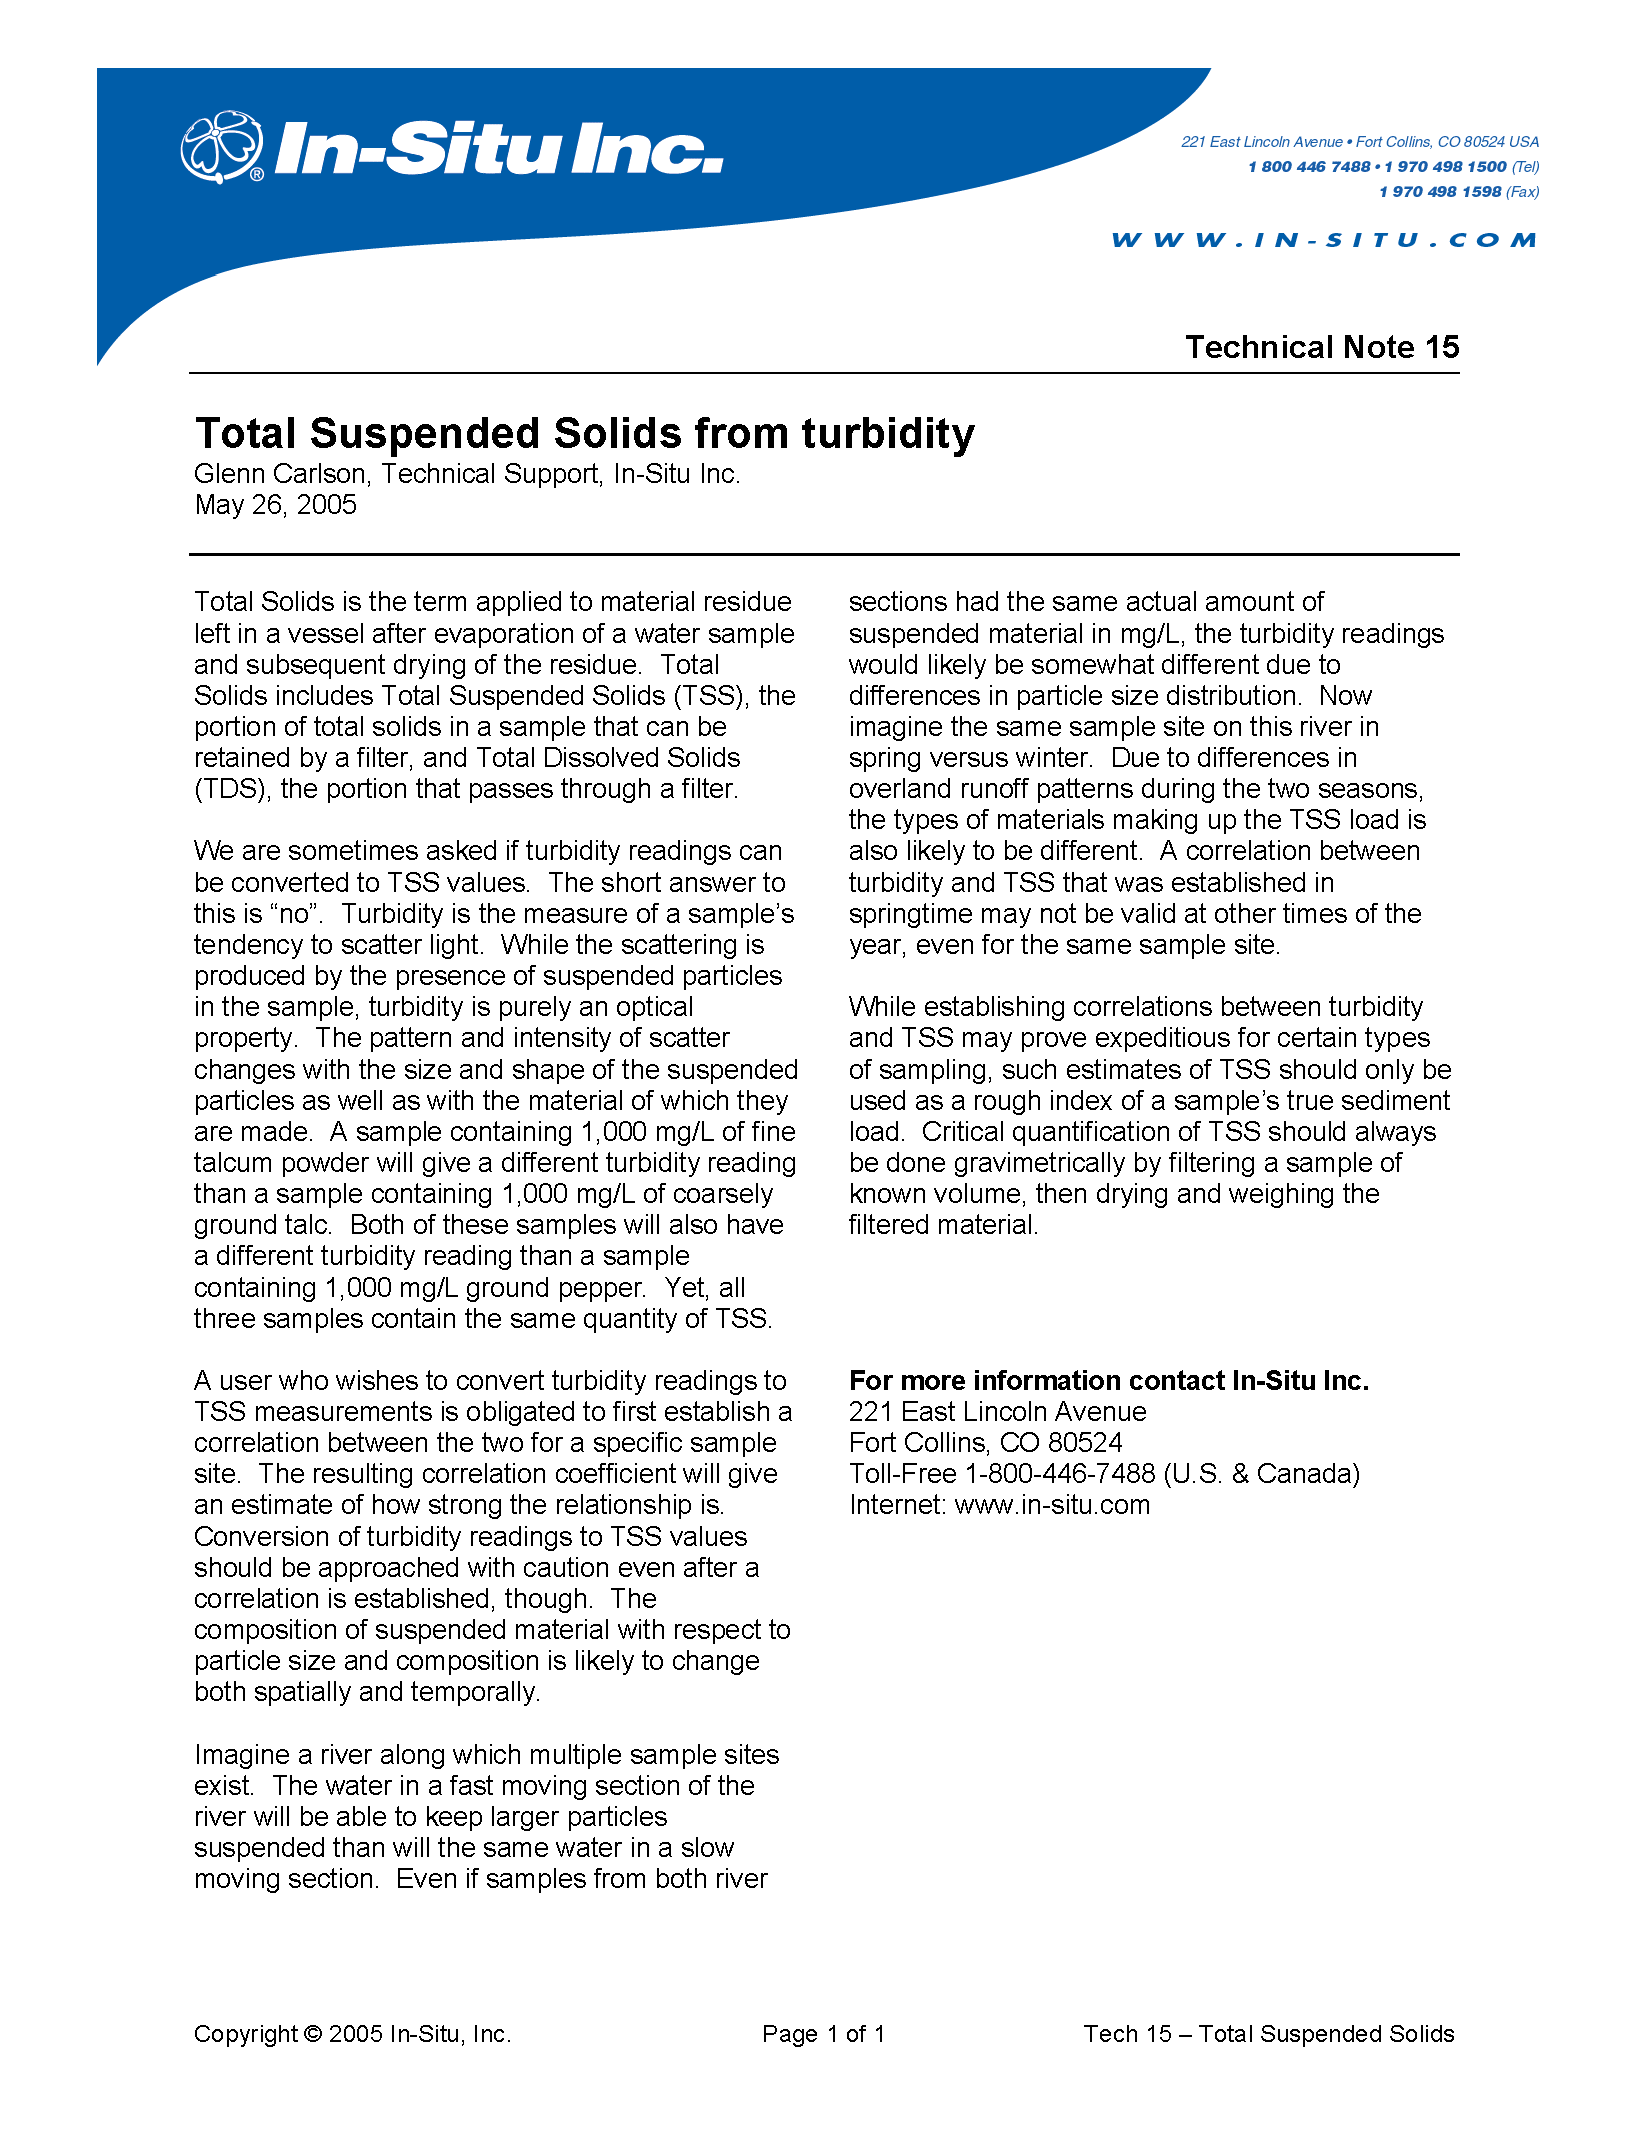 In-Situ Inc.
®
221 East Lincoln Avenue • Fort Collins, CO 80524 USA
1 800 446 7488 • 1 970 498 1500 (Tel)
1 970 498 1598 (Fax)
WWW.IN-SITU.COM
Technical Note 15
Total Suspended Solids from turbidity
Glenn Carlson, Technical Support, In-Situ Inc.
May 26, 2005
Total Solids is the term applied to material residue
left in a vessel after evaporation of a water sample
and subsequent drying of the residue.  Total
Solids includes Total Suspended Solids (TSS), the
portion of total solids in a sample that can be
retained by a filter, and Total Dissolved Solids
(TDS), the portion that passes through a filter.
We are sometimes asked if turbidity readings can
be converted to TSS values.  The short answer to
this is “no”.  Turbidity is the measure of a sample’s
tendency to scatter light.  While the scattering is
produced by the presence of suspended particles
in the sample, turbidity is purely an optical
property.  The pattern and intensity of scatter
changes with the size and shape of the suspended
particles as well as with the material of which they
are made.  A sample containing 1,000 mg/L of fine
talcum powder will give a different turbidity reading
than a sample containing 1,000 mg/L of coarsely
ground talc.  Both of these samples will also have
a different turbidity reading than a sample
containing 1,000 mg/L ground pepper.  Yet, all
three samples contain the same quantity of TSS.
A user who wishes to convert turbidity readings to
TSS measurements is obligated to first establish a
correlation between the two for a specific sample
site.  The resulting correlation coefficient will give
an estimate of how strong the relationship is.
Conversion of turbidity readings to TSS values
should be approached with caution even after a
correlation is established, though.  The
composition of suspended material with respect to
particle size and composition is likely to change
both spatially and temporally.
Imagine a river along which multiple sample sites
exist.  The water in a fast moving section of the
river will be able to keep larger particles
suspended than will the same water in a slow
moving section.  Even if samples from both river
sections had the same actual amount of
suspended material in mg/L, the turbidity readings
would likely be somewhat different due to
differences in particle size distribution.  Now
imagine the same sample site on this river in
spring versus winter.  Due to differences in
overland runoff patterns during the two seasons,
the types of materials making up the TSS load is
also likely to be different.  A correlation between
turbidity and TSS that was established in
springtime may not be valid at other times of the
year, even for the same sample site.
While establishing correlations between turbidity
and TSS may prove expeditious for certain types
of sampling, such estimates of TSS should only be
used as a rough index of a sample’s true sediment
load.  Critical quantification of TSS should always
be done gravimetrically by filtering a sample of
known volume, then drying and weighing the
filtered material.
For more information contact In-Situ Inc.
221 East Lincoln Avenue
Fort Collins, CO 80524
Toll-Free 1-800-446-7488 (U.S. & Canada)
Internet: www.in-situ.com
Copyright © 2005 In-Situ, Inc.
Page 1 of 1
Tech 15 – Total Suspended Solids